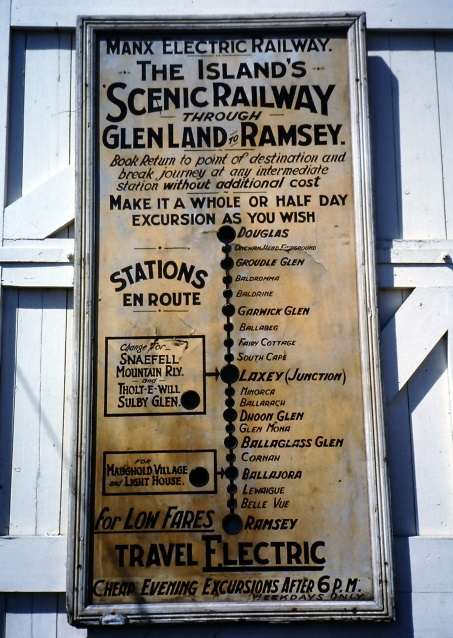 MANX ELECTRIC RAILWAY.
THE ISLAND'S
SCENIC RAILWAY
THROUGH
GLEN LAND TO RAMSEY.
Book Return to point of destination and
break journey at any intermediate
station without additional cost
MAKE IT A WHOLE OR HALF DAY
EXCURSION AS YOU WISH
STATIONS
EN ROUTE
DOUGLAS
ONCHAN HEAD FAIRGROUND
GROUDLE GLEN
BALDROMMA
BALDRINE
GARWICK GLEN
BALLABEG
FAIRY COTTAGE
SOUTH CAPE
Change for
SNAEFELL
MOUNTAIN RLY.
and
THOLT-E-WILL
SULBY GLEN.
LAXEY (JUNCTION)
MINORCA
BALLARACH
DHOON GLEN
GLEN MONA
BALLAGLASS GLEN
CORNAH
FOR
MAUGHOLD VILLAGE
and LIGHT HOUSE.
BALLAJORA
LEWAIGUE
BELLE VUE
RAMSEY
for LOW FARES
TRAVEL ELECTRIC
CHEAP EVENING EXCURSIONS AFTER 6 P.M.
WEEKDAYS ONLY